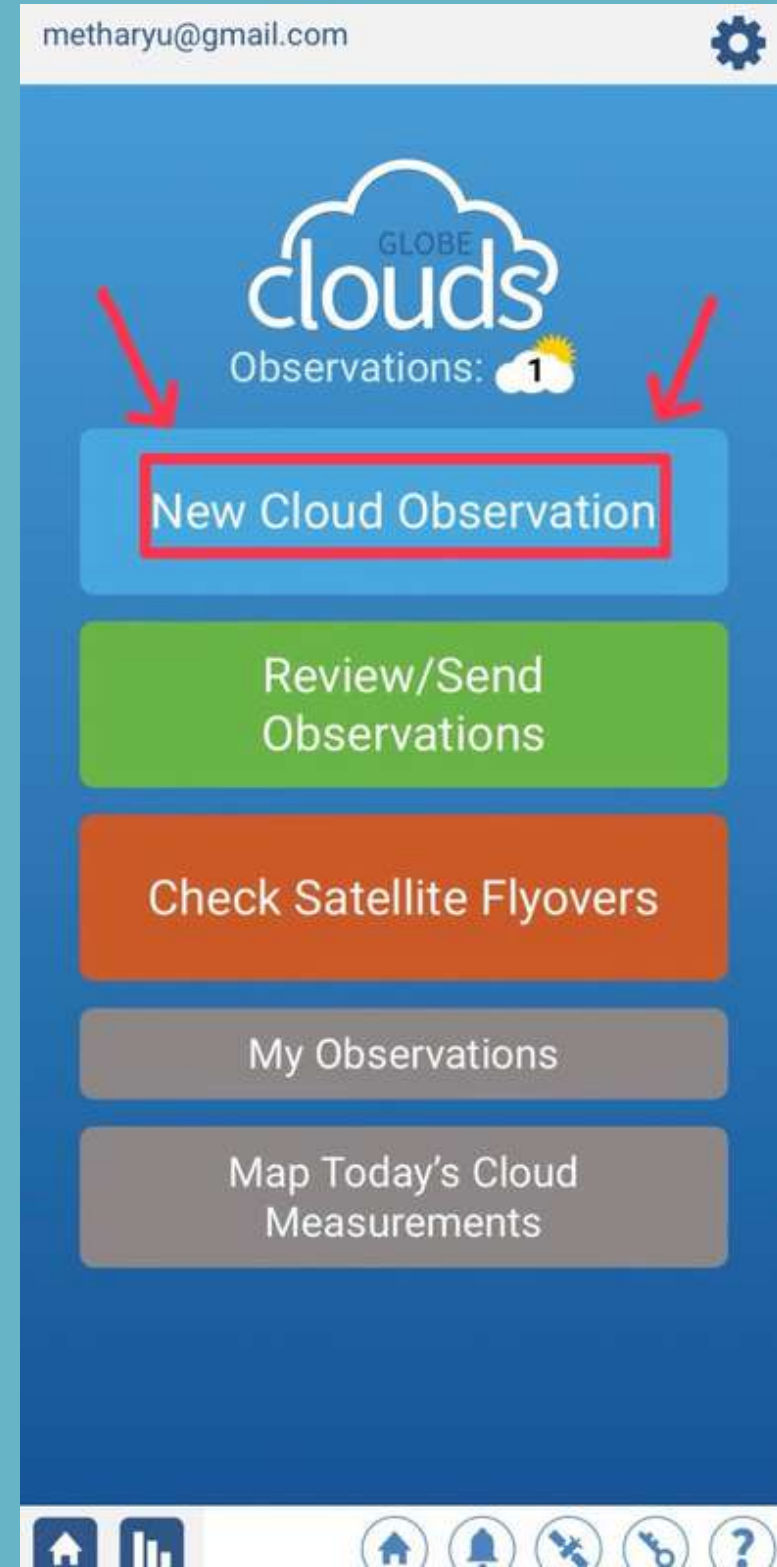 metharyu@gmail.com
GLOBE
clouds
Observations: 1
New Cloud Observation
Review/Send
Observations
Check Satellite Flyovers
My Observations
Map Today's Cloud
Measurements
?